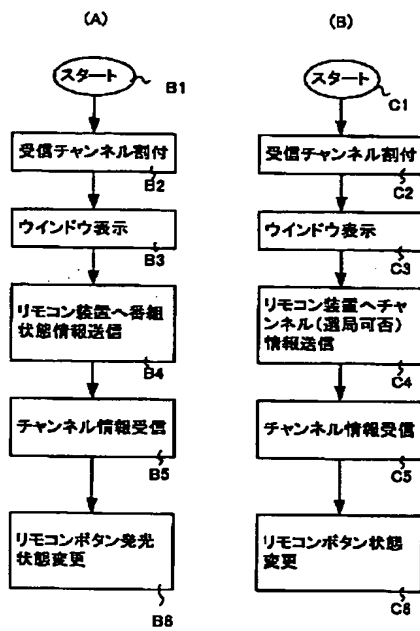 (A)
スタート
B1
受信チャンネル割付
B2
ウインドウ表示
B3
リモコン装置へ番組
状態情報送信
B4
チャンネル情報受信
B5
リモコンボタン発光
状態変更
B6
(B)
スタート
C1
受信チャンネル割付
C2
ウインドウ表示
C3
リモコン装置へチャ
ンネル(選局可否)
情報送信
C4
チャンネル情報受信
C5
リモコンボタン状態
変更
C6